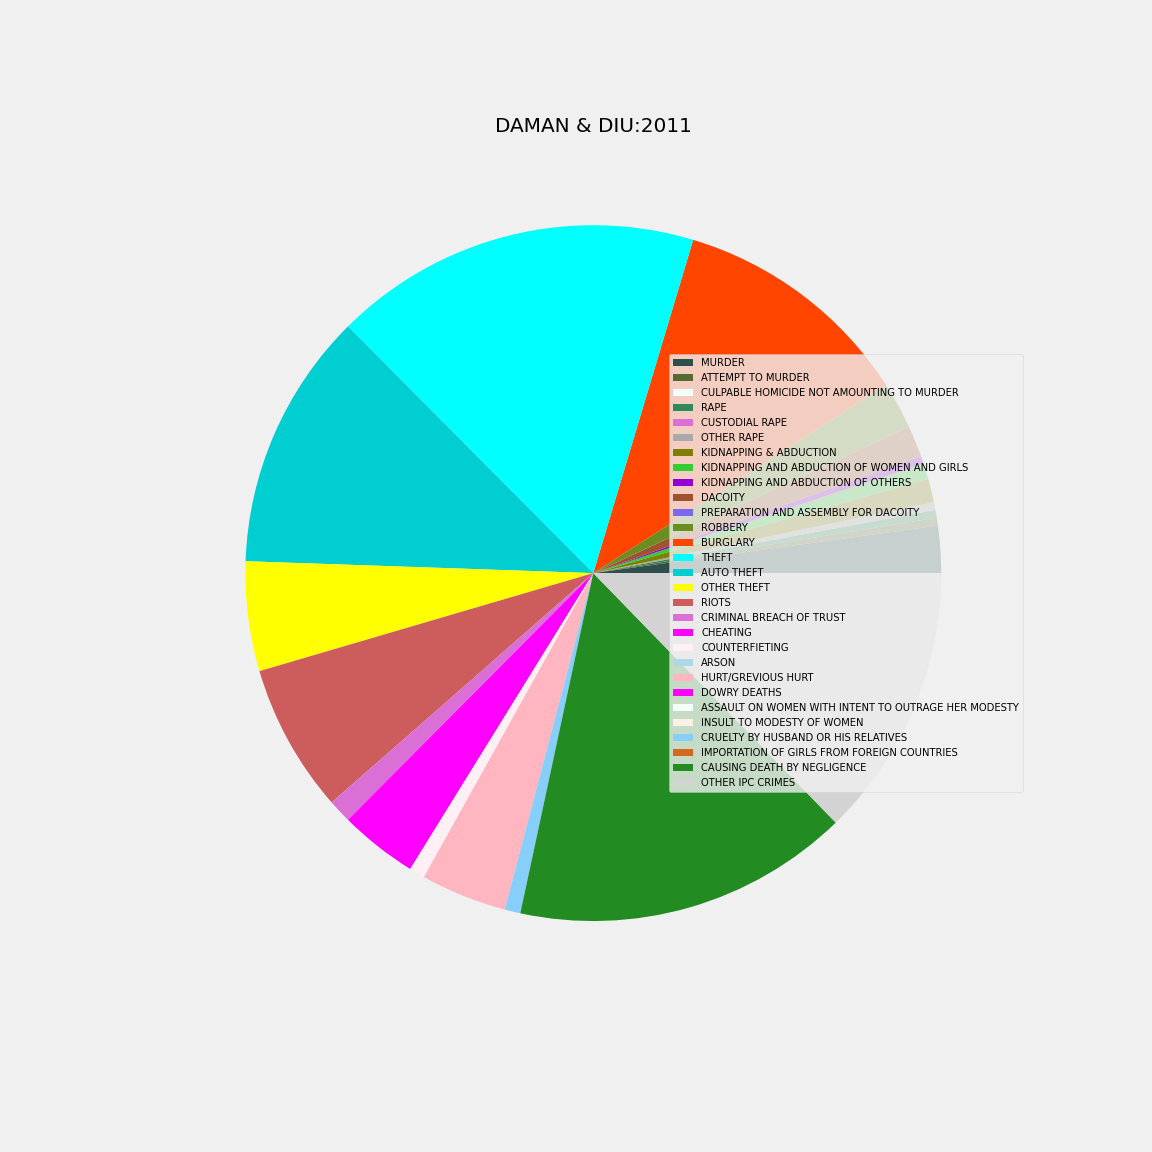 DAMAN & DIU:2011
MURDER
ATTEMPT TO MURDER
CULPABLE HOMICIDE NOT AMOUNTING TO MURDER
RAPE
CUSTODIAL RAPE
OTHER RAPE
KIDNAPPING & ABDUCTION
KIDNAPPING AND ABDUCTION OF WOMEN AND GIRLS
KIDNAPPING AND ABDUCTION OF OTHERS
DACOITY
PREPARATION AND ASSEMBLY FOR DACOITY
ROBBERY
BURGLARY
THEFT
AUTO THEFT
OTHER THEFT
RIOTS
CRIMINAL BREACH OF TRUST
CHEATING
COUNTERFIETING
ARSON
HURT/GREVIOUS HURT
DOWRY DEATHS
ASSAULT ON WOMEN WITH INTENT TO OUTRAGE HER MODESTY
INSULT TO MODESTY OF WOMEN
CRUELTY BY HUSBAND OR HIS RELATIVES
IMPORTATION OF GIRLS FROM FOREIGN COUNTRIES
CAUSING DEATH BY NEGLIGENCE
OTHER IPC CRIMES